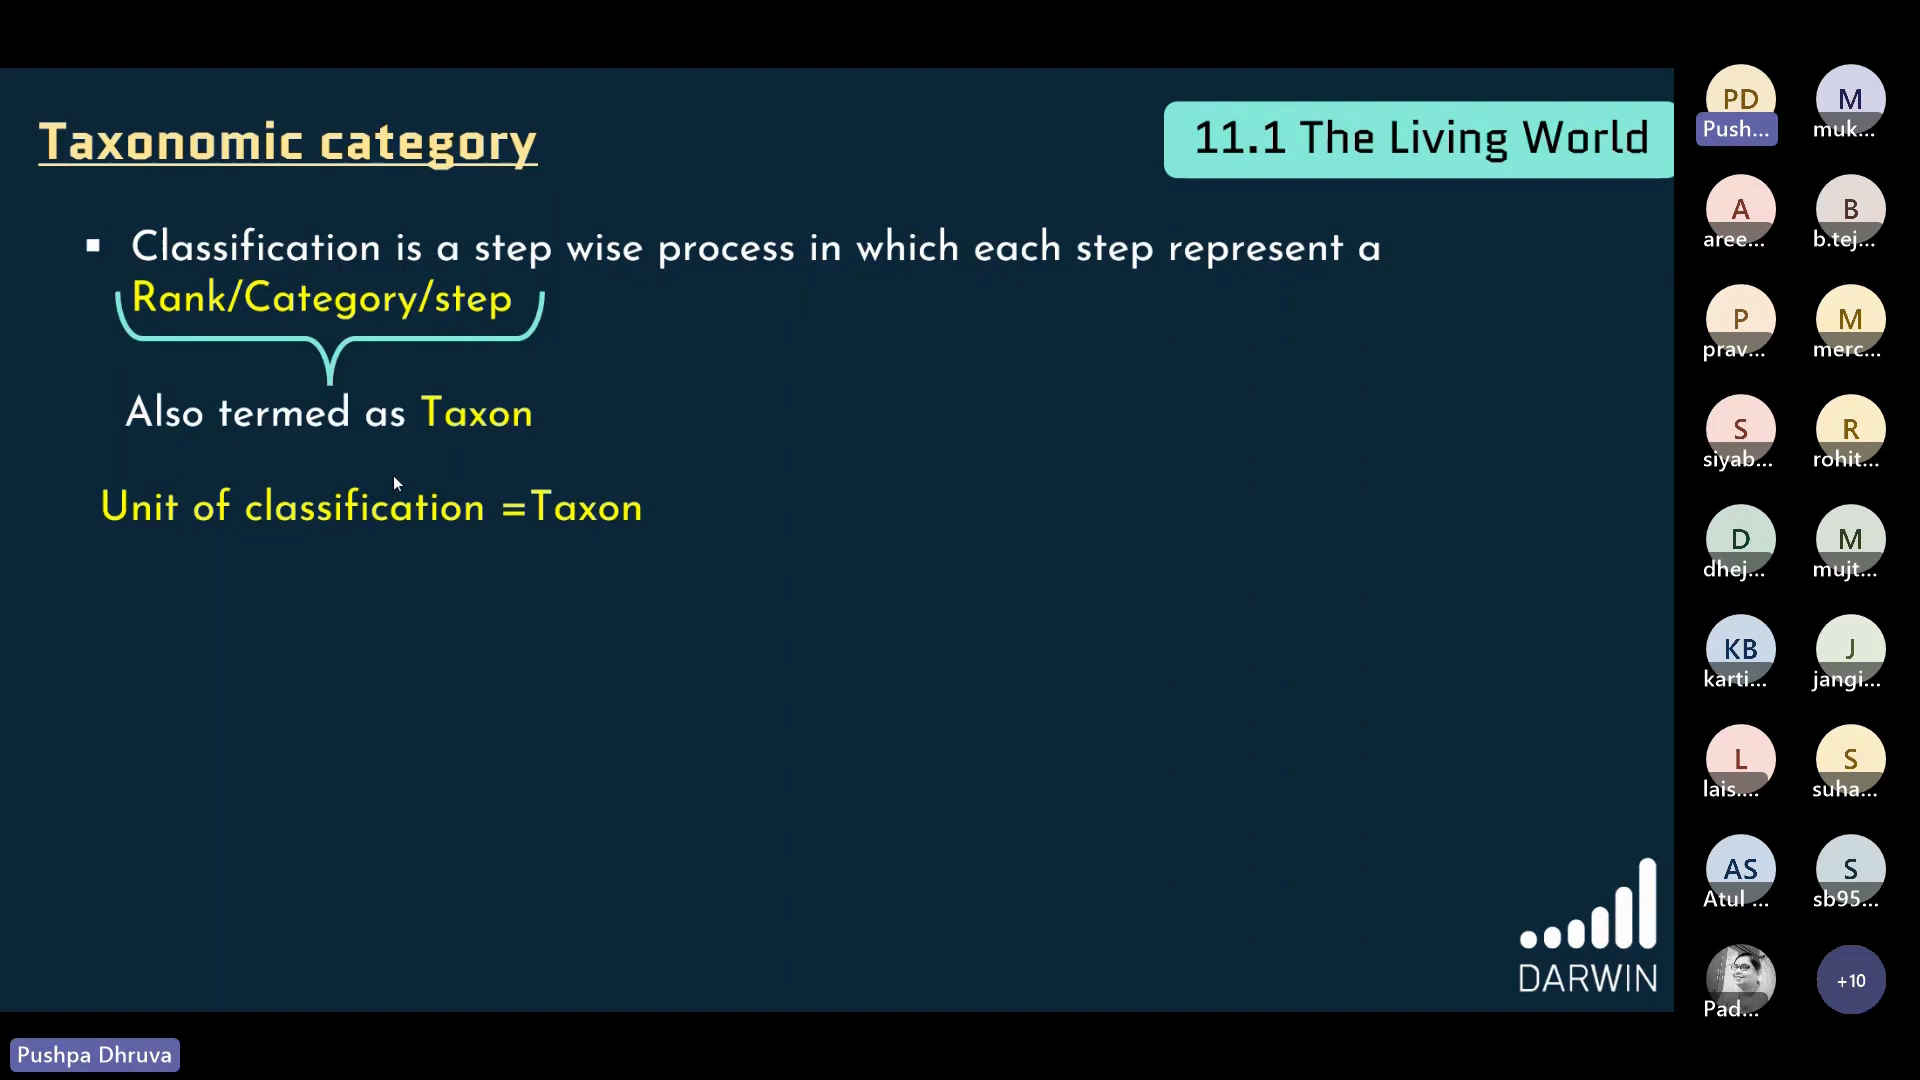 Taxonomic category
11.1 The Living World
▪ Classification is a step wise process in which each step represent a
Rank/Category/step
Also termed as Taxon
Unit of classification =Taxon
DARWIN
PD
Push...
M
muk...
A
aree...
B
b.tej...
P
prav...
M
merc...
S
siyab...
R
rohit...
D
dhej...
M
mujt...
KB
karti...
J
jangi...
L
lais....
S
suha...
AS
Atul ...
S
sb95...
Pad...
+10
Pushpa Dhruva